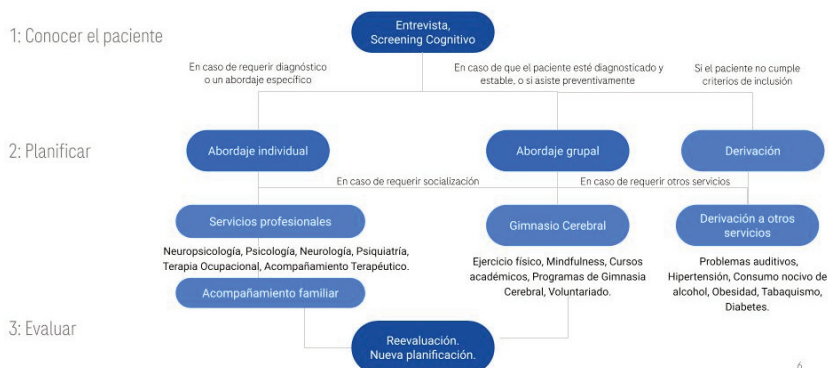 1: Conocer el paciente
Entrevista,
Screening Cognitivo
En caso de requerir diagnóstico
o un abordaje específico
En caso de que el paciente esté diagnosticado y
estable, o si asiste preventivamente
Si el paciente no cumple
criterios de inclusión
2: Planificar
Abordaje individual
Abordaje grupal
Derivación
En caso de requerir socialización
En caso de requerir otros servicios
Servicios profesionales
Gimnasio Cerebral
Derivación a otros
servicios
Neuropsicología, Psicología, Neurología, Psiquiatría,
Terapia Ocupacional, Acompañamiento Terapéutico.
Ejercicio físico, Mindfulness, Cursos
académicos, Programas de Gimnasia
Cerebral, Voluntariado.
Problemas auditivos,
Hipertensión, Consumo nocivo de
alcohol, Obesidad, Tabaquismo,
Diabetes.
Acompañamiento familiar
3: Evaluar
Reevaluación.
Nueva planificación.
6